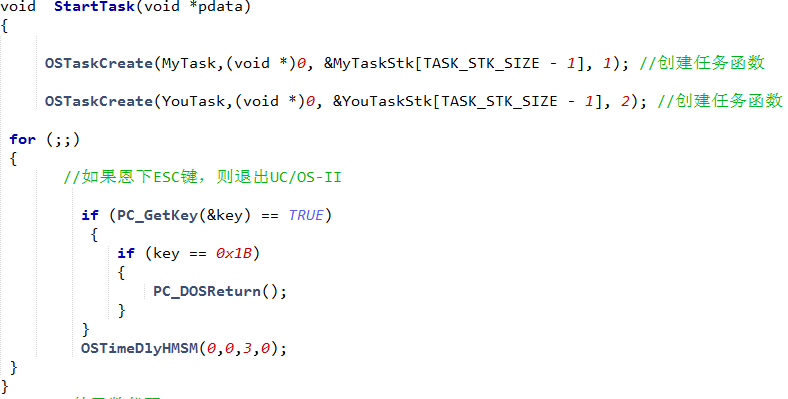 void  StartTask(void *pdata)
{
OSTaskCreate(MyTask,(void *)0, &MyTaskStk[TASK_STK_SIZE - 1], 1); //创建任务函数
OSTaskCreate(YouTask,(void *)0, &YouTaskStk[TASK_STK_SIZE - 1], 2); //创建任务函数
for (;;)
{
//如果恩下ESC键, 则退出UC/OS-II
if (PC_GetKey(&key) == TRUE)
{
if (key == 0x1B)
{
PC_DOSReturn();
}
}
OSTimeDlyHMSM(0,0,3,0);
}
}